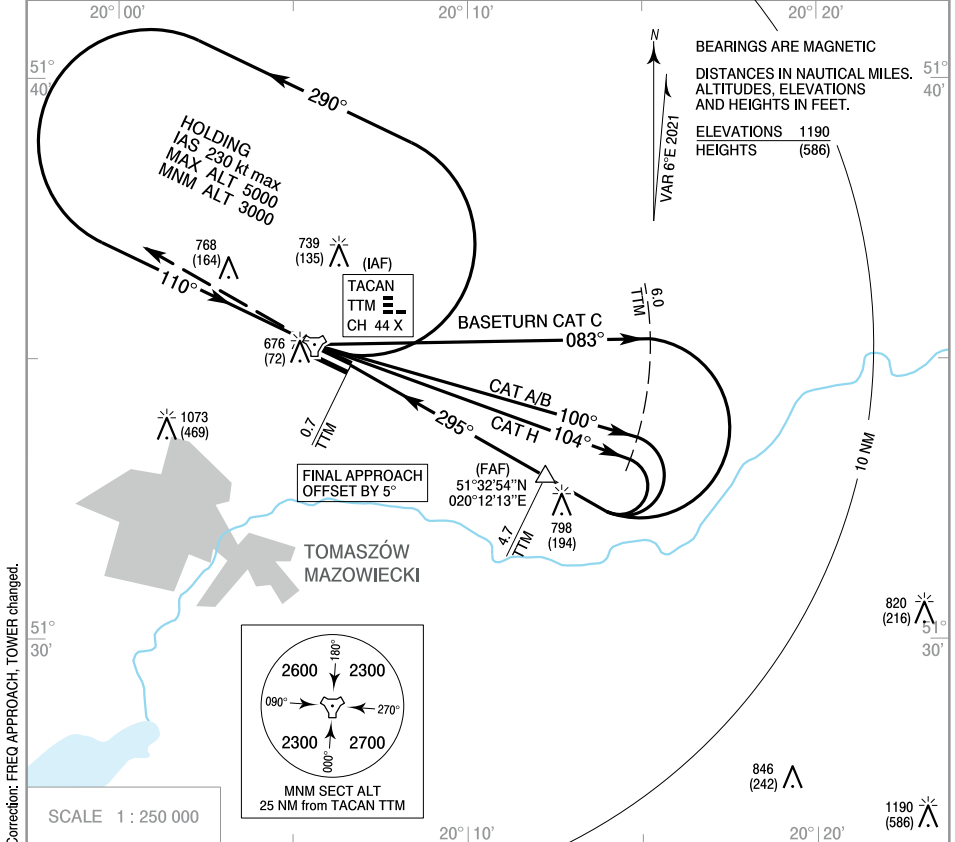 20° 00'
20° 10'
20° 20'
51°
40'
51°
40'
N
VAR 6°E 2021
BEARINGS ARE MAGNETIC
DISTANCES IN NAUTICAL MILES.
ALTITUDES, ELEVATIONS
AND HEIGHTS IN FEET.
ELEVATIONS 1190
HEIGHTS (586)
290°
HOLDING
IAS 230 kt max
MAX ALT 5000
MNM ALT 3000
768
(164)
739
(135)
(IAF)
TACAN
TTM
CH 44 X
110°
676
(72)
6.0
TTM
BASETURN CAT C
083°
CAT A/B
100°
CAT H
104°
295°
0.7
TTM
1073
(469)
FINAL APPROACH
OFFSET BY 5°
(FAF)
51°32'54"N
020°12'13"E
4.7
TTM
798
(194)
10 NM
TOMASZÓW
MAZOWIECKI
820
(216)
51°
30'
51°
30'
2600
2300
2300
2700
180°
090°
270°
000°
MNM SECT ALT
25 NM from TACAN TTM
846
(242)
1190
(586)
SCALE 1 : 250 000
20° 10'
20° 20'
Correction: FREQ APPROACH, TOWER changed.